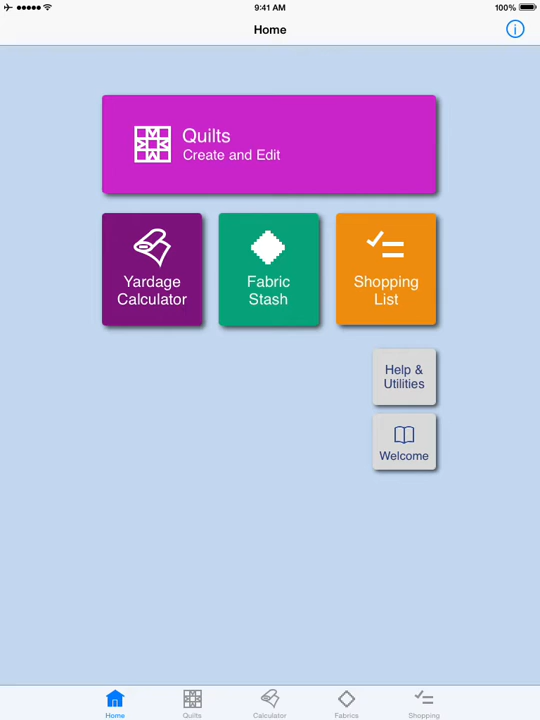 9:41 AM
100%
Home
Quilts
Create and Edit
Yardage
Calculator
Fabric
Stash
Shopping
List
Help &
Utilities
Welcome
Home
Quilts
Calculator
Fabrics
Shopping